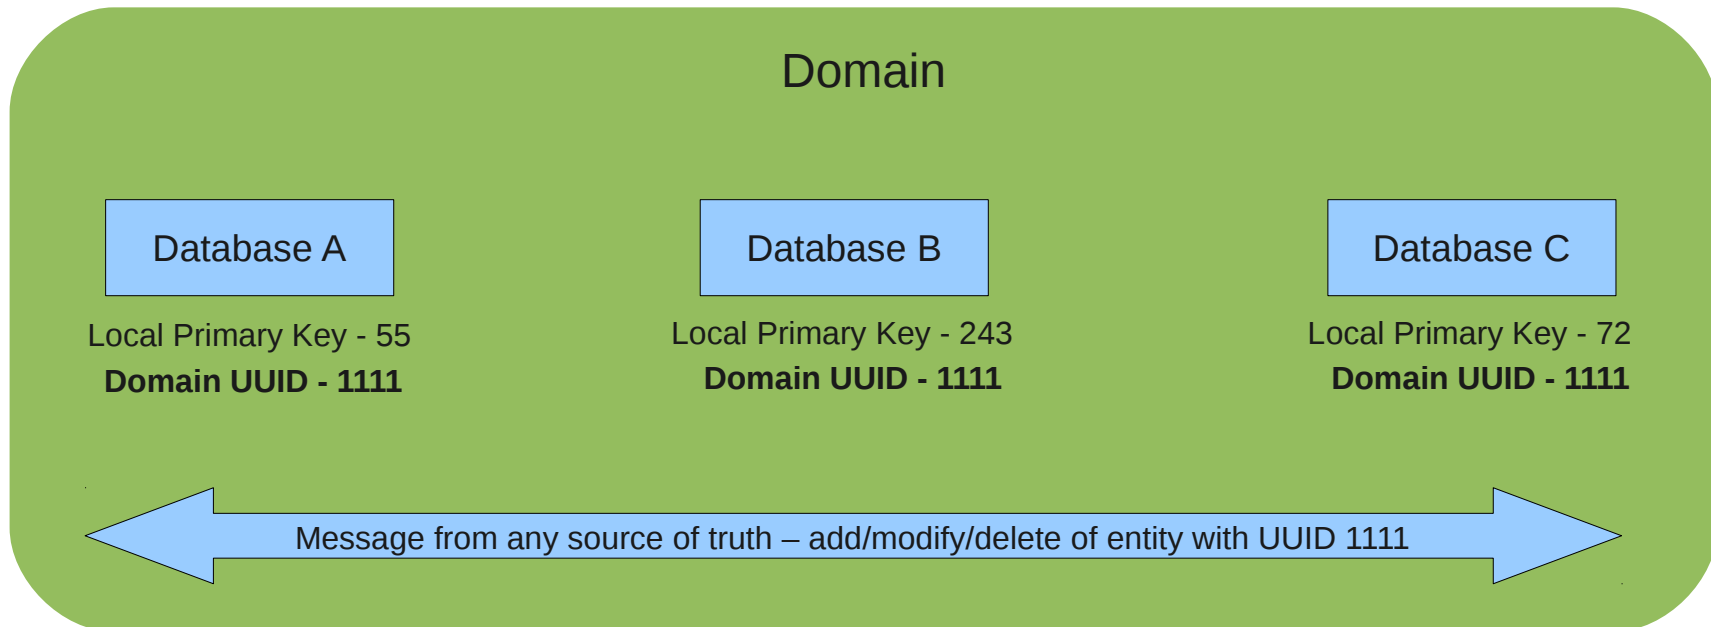 Domain
Database A
Database B
Database C
Local Primary Key - 55
Domain UUID - 1111
Local Primary Key - 243
Domain UUID - 1111
Local Primary Key - 72
Domain UUID - 1111
Message from any source of truth – add/modify/delete of entity with UUID 1111